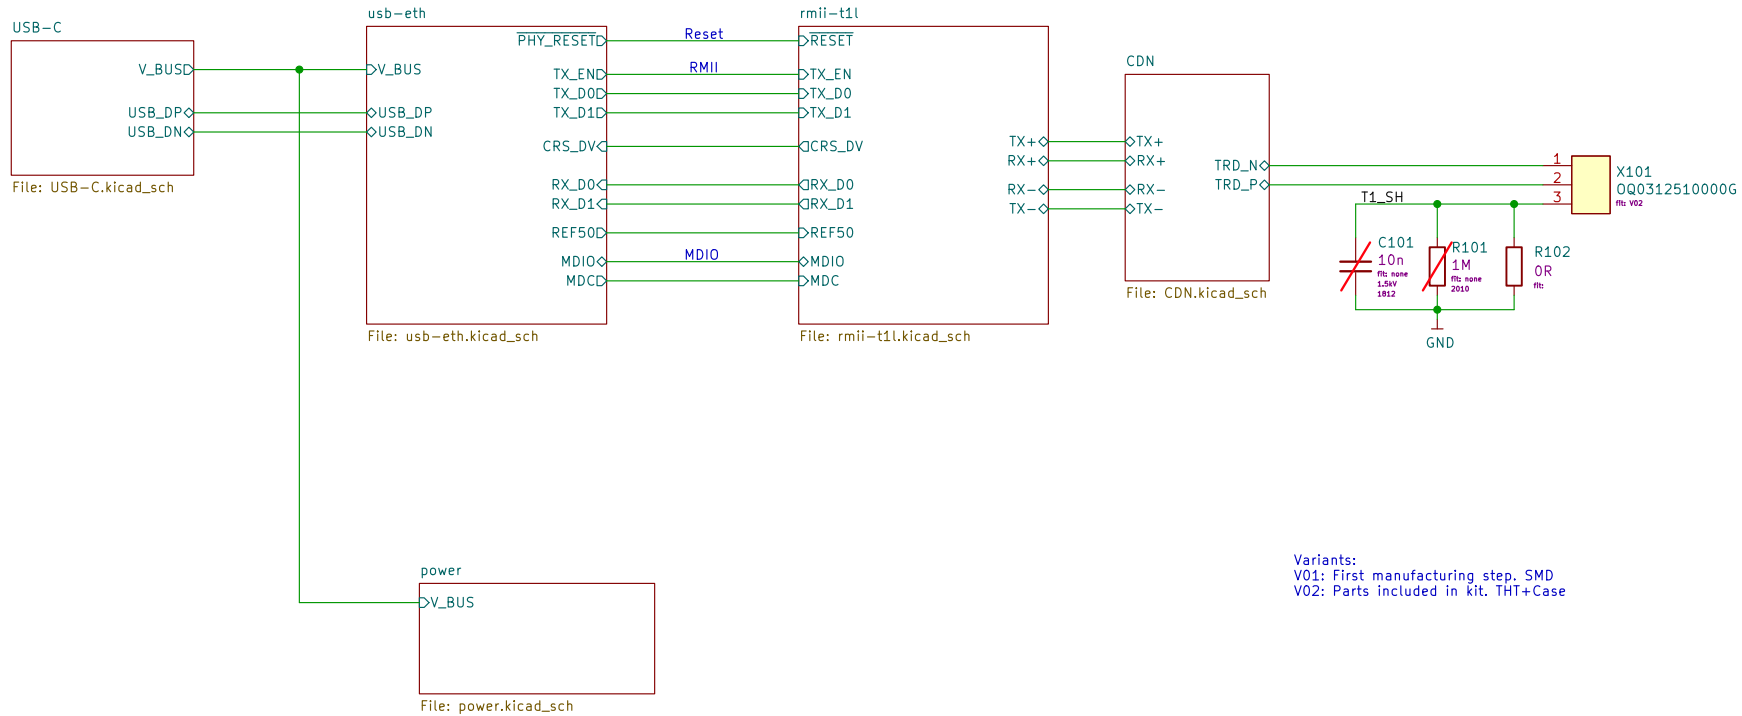 USB-C
V_BUS
USB_DP
USB_DN
File: USB-C.kicad_sch
usb-eth
V_BUS
USB_DP
USB_DN
PHY_RESET
TX_EN
TX_D0
TX_D1
CRS_DV
RX_D0
RX_D1
REF50
MDIO
MDC
File: usb-eth.kicad_sch
Reset
RMII
MDIO
rmii-t1l
RESET
TX_EN
TX_D0
TX_D1
CRS_DV
RX_D0
RX_D1
REF50
MDIO
MDC
TX+
RX+
RX-
TX-
File: rmii-t1l.kicad_sch
CDN
TX+
RX+
RX-
TX-
TRD_N
TRD_P
File: CDN.kicad_sch
1
2
3
X101
OQ0312510000G
fit: V02
T1_SH
C101
10n
fit: none
1.5kV
1812
R101
1M
fit: none
2010
R102
0R
fit:
GND
power
V_BUS
File: power.kicad_sch
Variants:
V01: First manufacturing step. SMD
V02: Parts included in kit. THT+Case